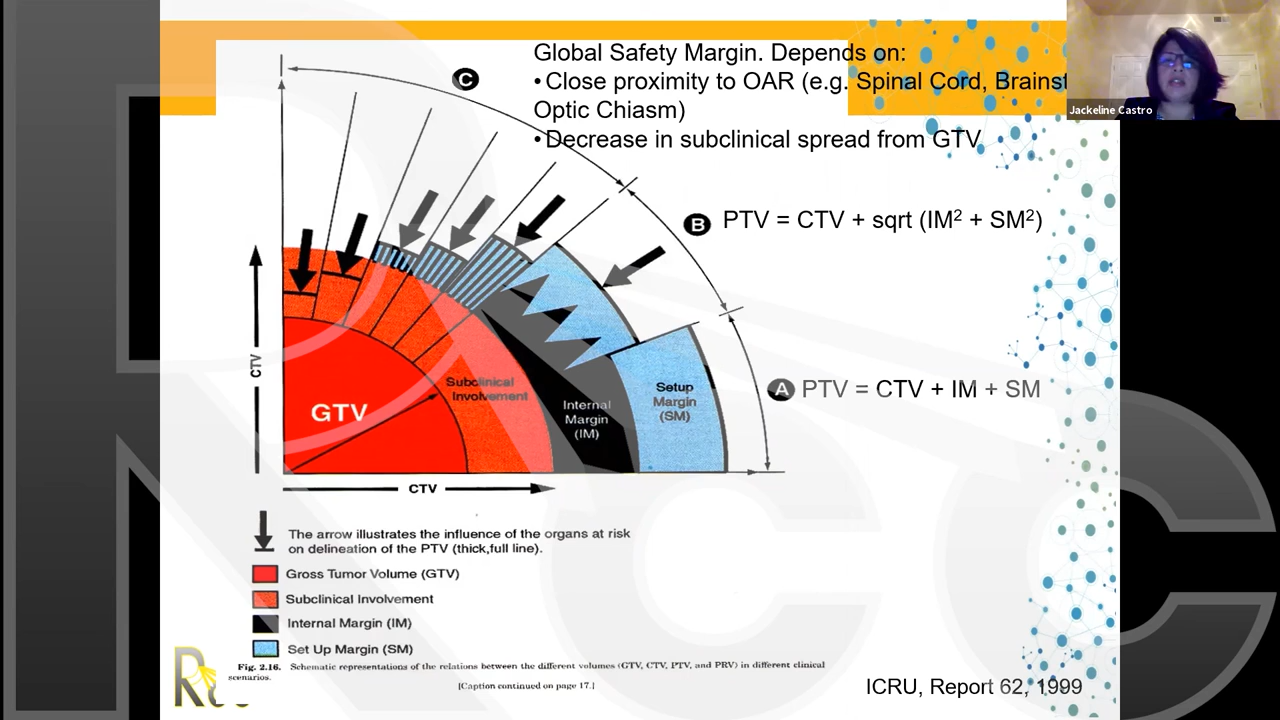 Global Safety Margin. Depends on:
• Close proximity to OAR (e.g. Spinal Cord,
Optic Chiasm)
• Decrease in subclinical spread from GTV
Jackeline Castro
C
B PTV = CTV + sqrt (IM² + SM²)
A PTV = CTV + IM + SM
CTV
GTV
Subclinical
Involvement
Internal
Margin
(IM)
Setup
Margin
(SM)
CTV
The arrow illustrates the influence of the organs at risk
on delineation of the PTV (thick,full line).
Gross Tumor Volume (GTV)
Subclinical Involvement
Internal Margin (IM)
Set Up Margin (SM)
Fig. 2.16. Schematic representations of the relations between the different volumes (GTV, CTV, PTV, and PRV) in different clinical
scenarios.
[Caption continued on page 17.]
ICRU, Report 62, 1999